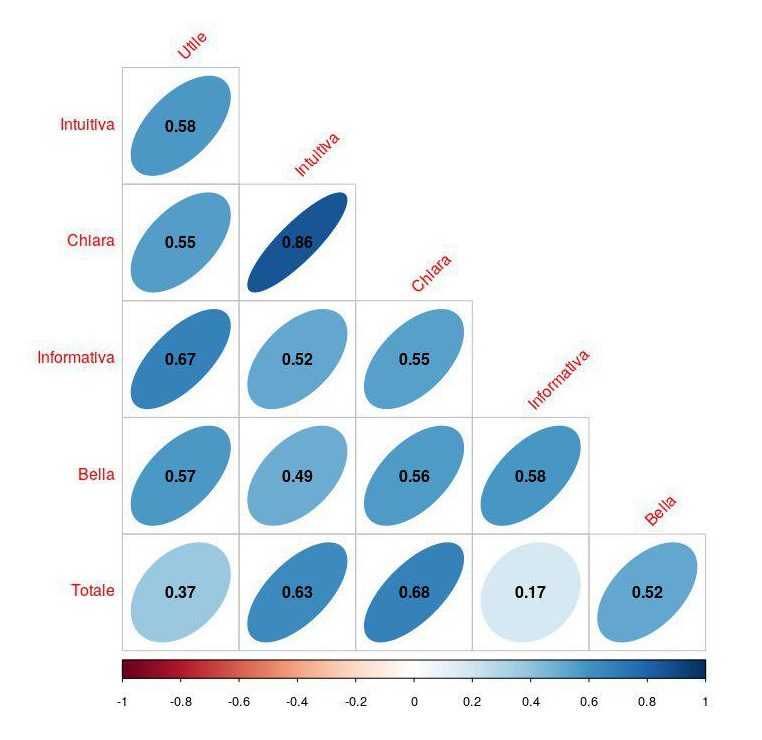 Utile
Intuitiva 0.58
Intuitiva
Chiara 0.55 0.86
Chiara
Informativa 0.67 0.52 0.55
Informativa
Bella 0.57 0.49 0.56 0.58
Bella
Totale 0.37 0.63 0.68 0.17 0.52
-1 -0.8 -0.6 -0.4 -0.2 0 0.2 0.4 0.6 0.8 1